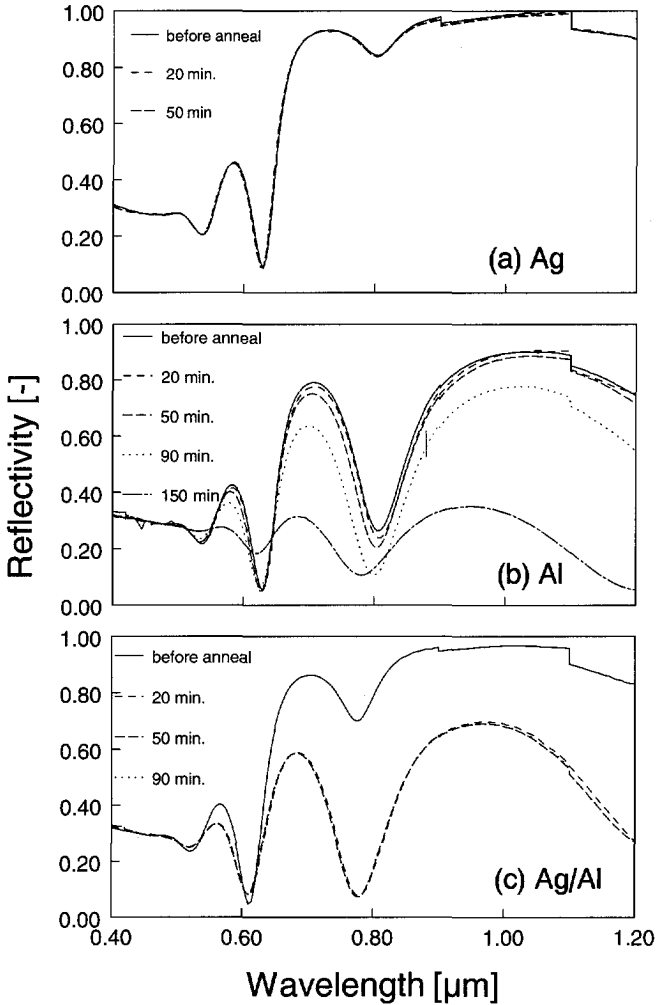 1.00
before anneal
0.80
20 min.
0.60
50 min
0.40
0.20
(a) Ag
0.00
1.00
before anneal
0.80
20 min.
50 min.
0.60
90 min.
0.40
150 min
0.20
(b) Al
0.00
Reflectivity [-]
1.00
before anneal
0.80
20 min.
0.60
50 min.
90 min.
0.40
0.20
(c) Ag/Al
0.00
0.40 0.60 0.80 1.00 1.20
Wavelength [µm]